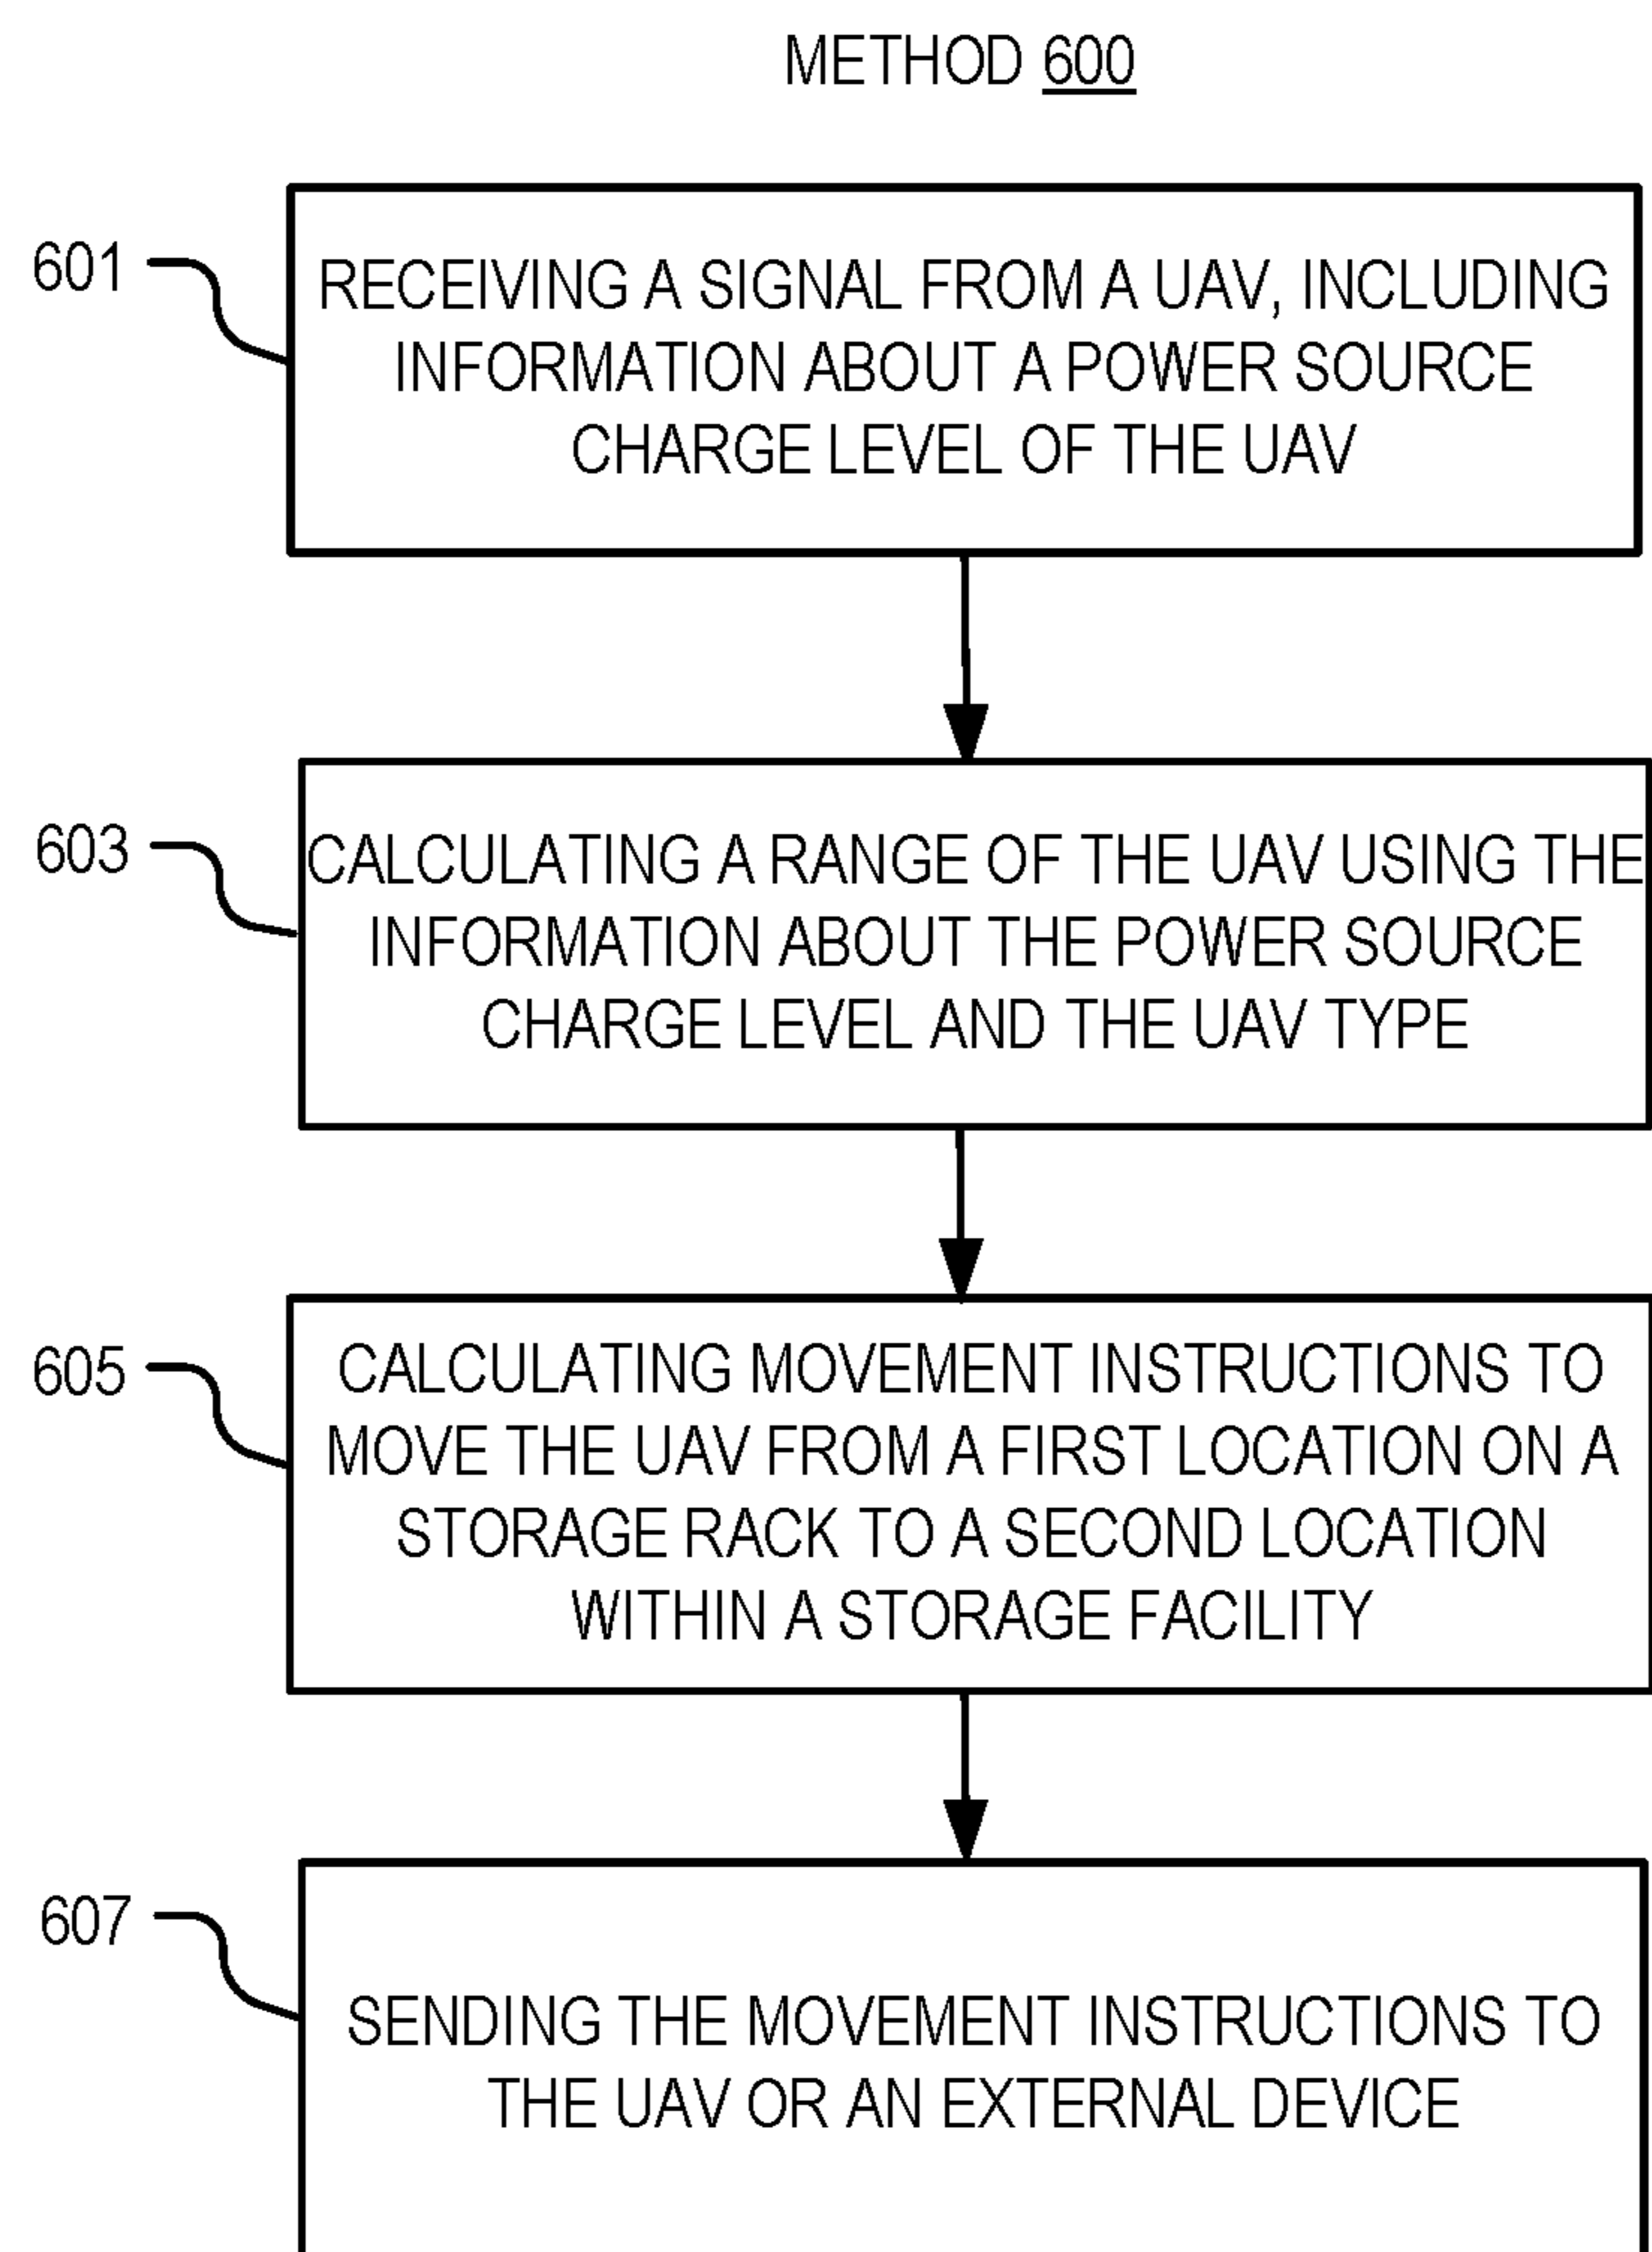 METHOD 600
601
RECEIVING A SIGNAL FROM A UAV, INCLUDING
INFORMATION ABOUT A POWER SOURCE
CHARGE LEVEL OF THE UAV
603
CALCULATING A RANGE OF THE UAV USING THE
INFORMATION ABOUT THE POWER SOURCE
CHARGE LEVEL AND THE UAV TYPE
605
CALCULATING MOVEMENT INSTRUCTIONS TO
MOVE THE UAV FROM A FIRST LOCATION ON A
STORAGE RACK TO A SECOND LOCATION
WITHIN A STORAGE FACILITY
607
SENDING THE MOVEMENT INSTRUCTIONS TO
THE UAV OR AN EXTERNAL DEVICE